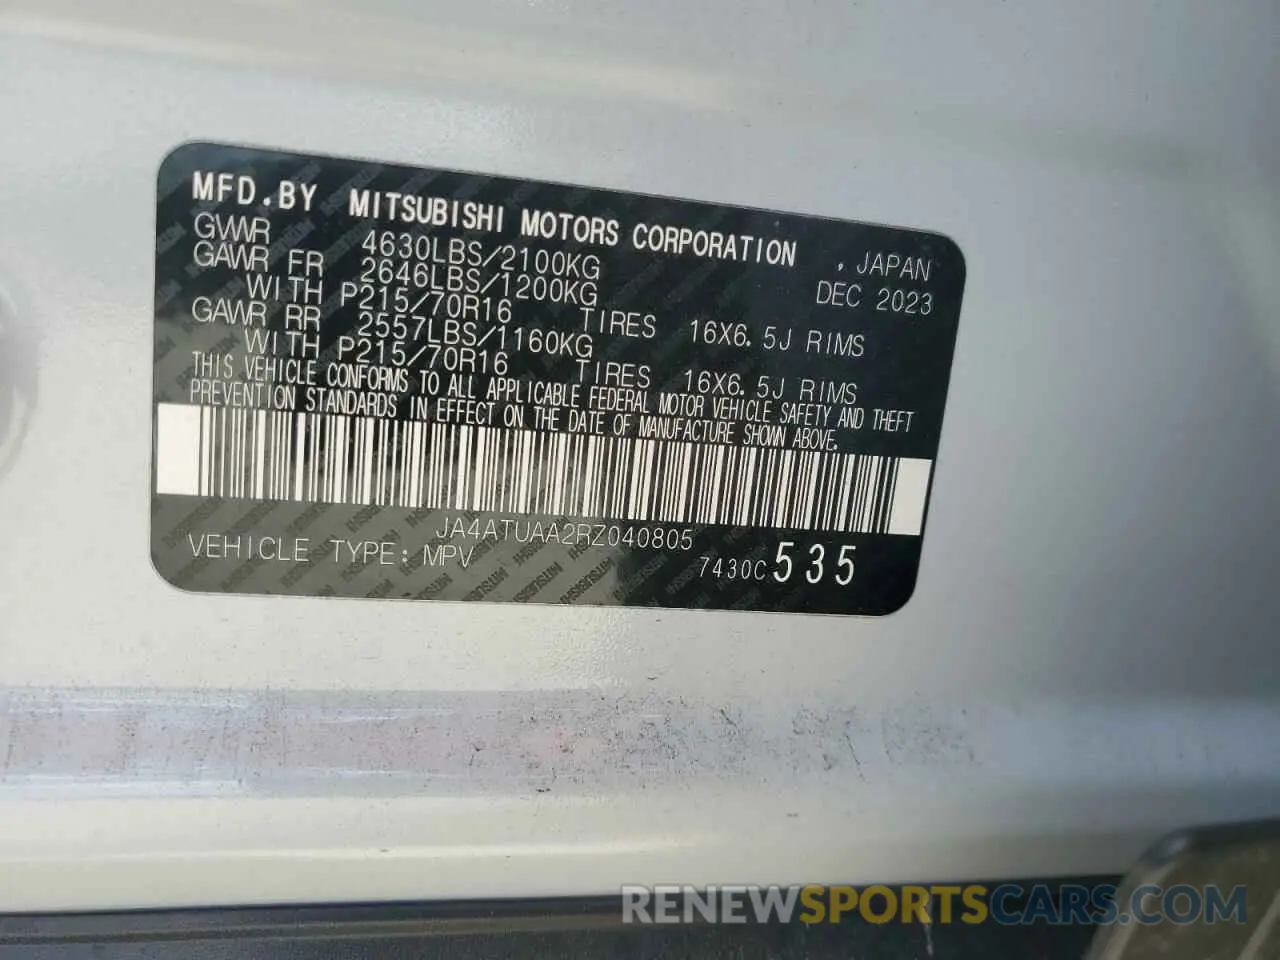 MFD.BY MITSUBISHI MOTORS CORPORATION , JAPAN
GVWR 4630LBS/2100KG DEC 2023
GAWR FR 2646LBS/1200KG
WITH P215/70R16 TIRES 16X6.5J RIMS
GAWR RR 2557LBS/1160KG
WITH P215/70R16 TIRES 16X6.5J RIMS
THIS VEHICLE CONFORMS TO ALL APPLICABLE FEDERAL MOTOR VEHICLE SAFETY AND THEFT
PREVENTION STANDARDS IN EFFECT ON THE DATE OF MANUFACTURE SHOWN ABOVE.
JA4ATUAA2RZ040805
VEHICLE TYPE: MPV 7430C 535
RENEWSPORTSCARS.COM